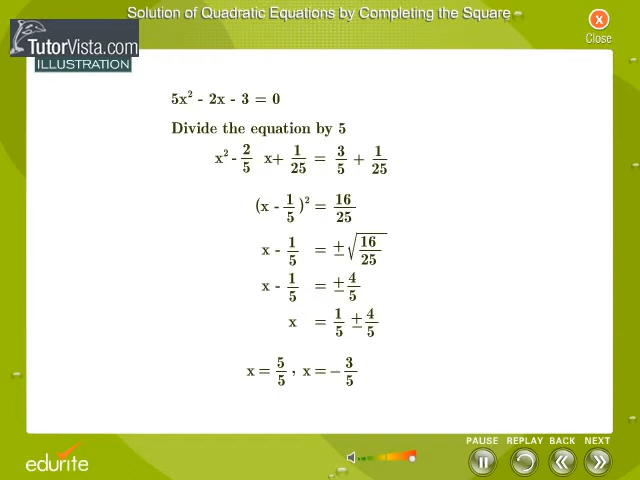 Solution of Quadratic Equations by Completing the Square
x
Close
TutorVista.com
ILLUSTRATION
5x² - 2x - 3 = 0
Divide the equation by 5
x² - 2/5 x + 1/25 = 3/5 + 1/25
(x - 1/5)² = 16/25
x - 1/5 = ±√(16/25)
x - 1/5 = ± 4/5
x = 1/5 ± 4/5
x = 5/5 , x = - 3/5
PAUSE REPLAY BACK NEXT
edurite